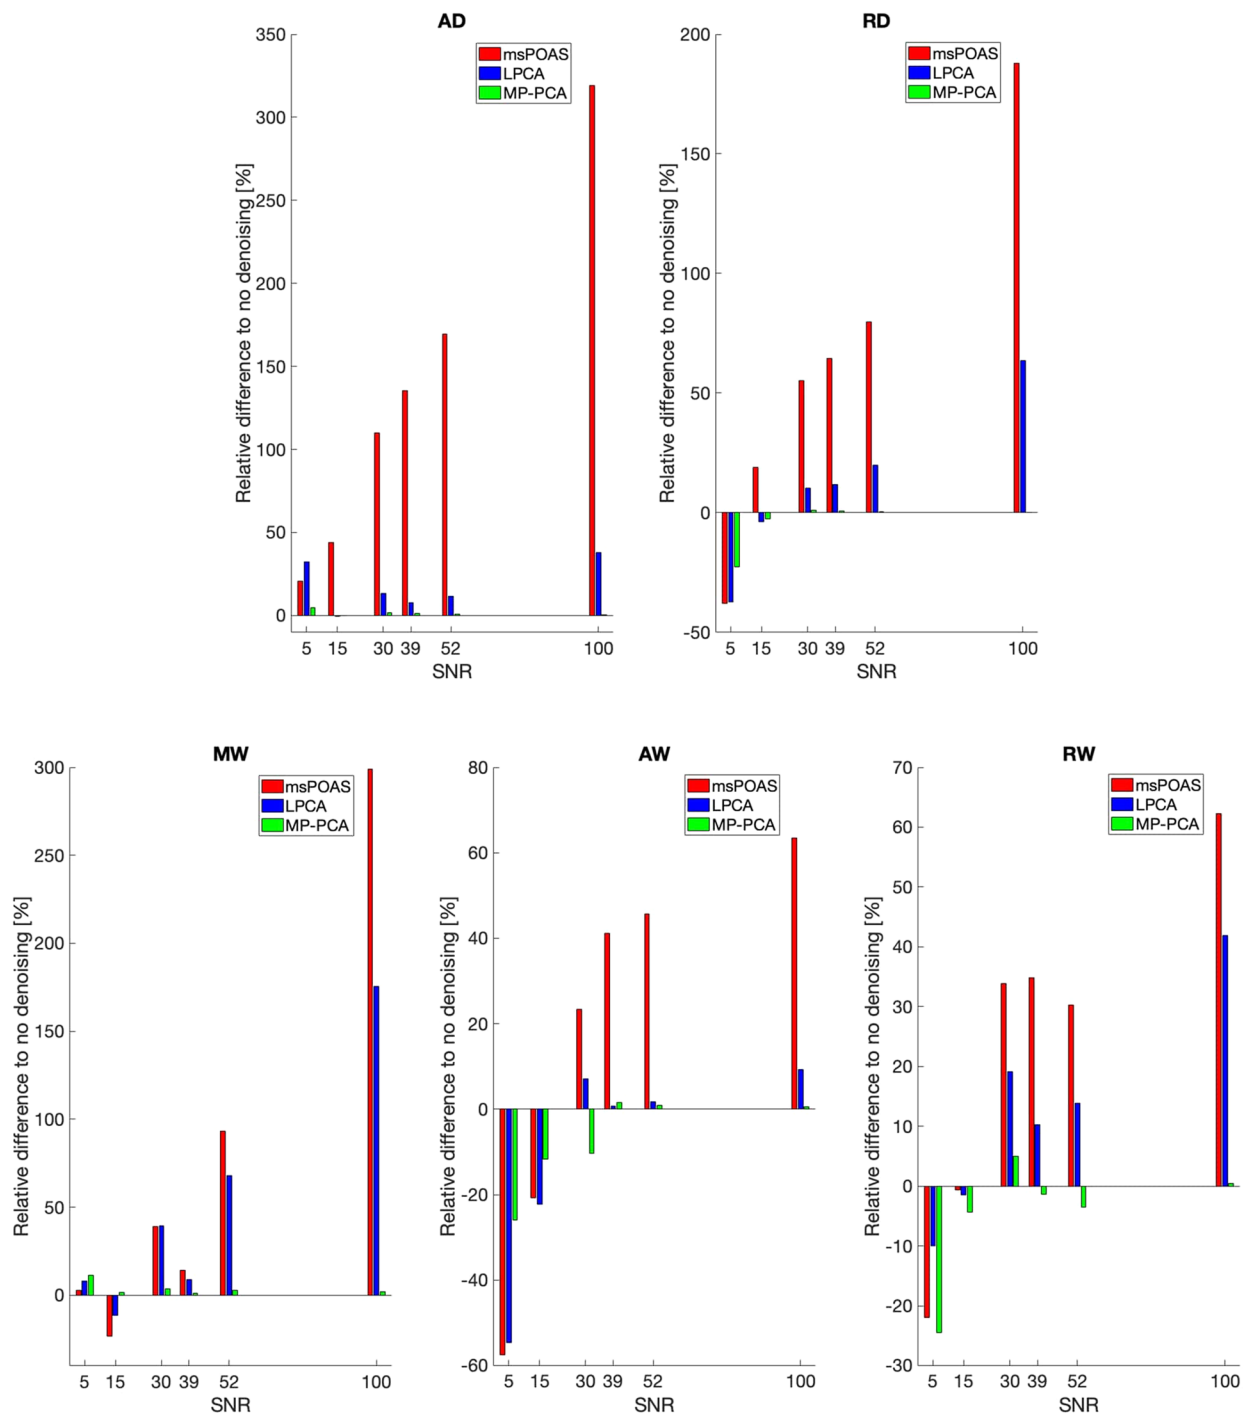 AD
350
300
250
200
150
100
50
0
Relative difference to no denoising [%]
msPOAS
LPCA
MP-PCA
5 15 30 39 52 100
SNR
RD
200
150
100
50
0
-50
Relative difference to no denoising [%]
msPOAS
LPCA
MP-PCA
5 15 30 39 52 100
SNR
MW
300
250
200
150
100
50
0
Relative difference to no denoising [%]
msPOAS
LPCA
MP-PCA
5 15 30 39 52 100
SNR
AW
80
60
40
20
0
-20
-40
-60
Relative difference to no denoising [%]
msPOAS
LPCA
MP-PCA
5 15 30 39 52 100
SNR
RW
70
60
50
40
30
20
10
0
-10
-20
-30
Relative difference to no denoising [%]
msPOAS
LPCA
MP-PCA
5 15 30 39 52 100
SNR